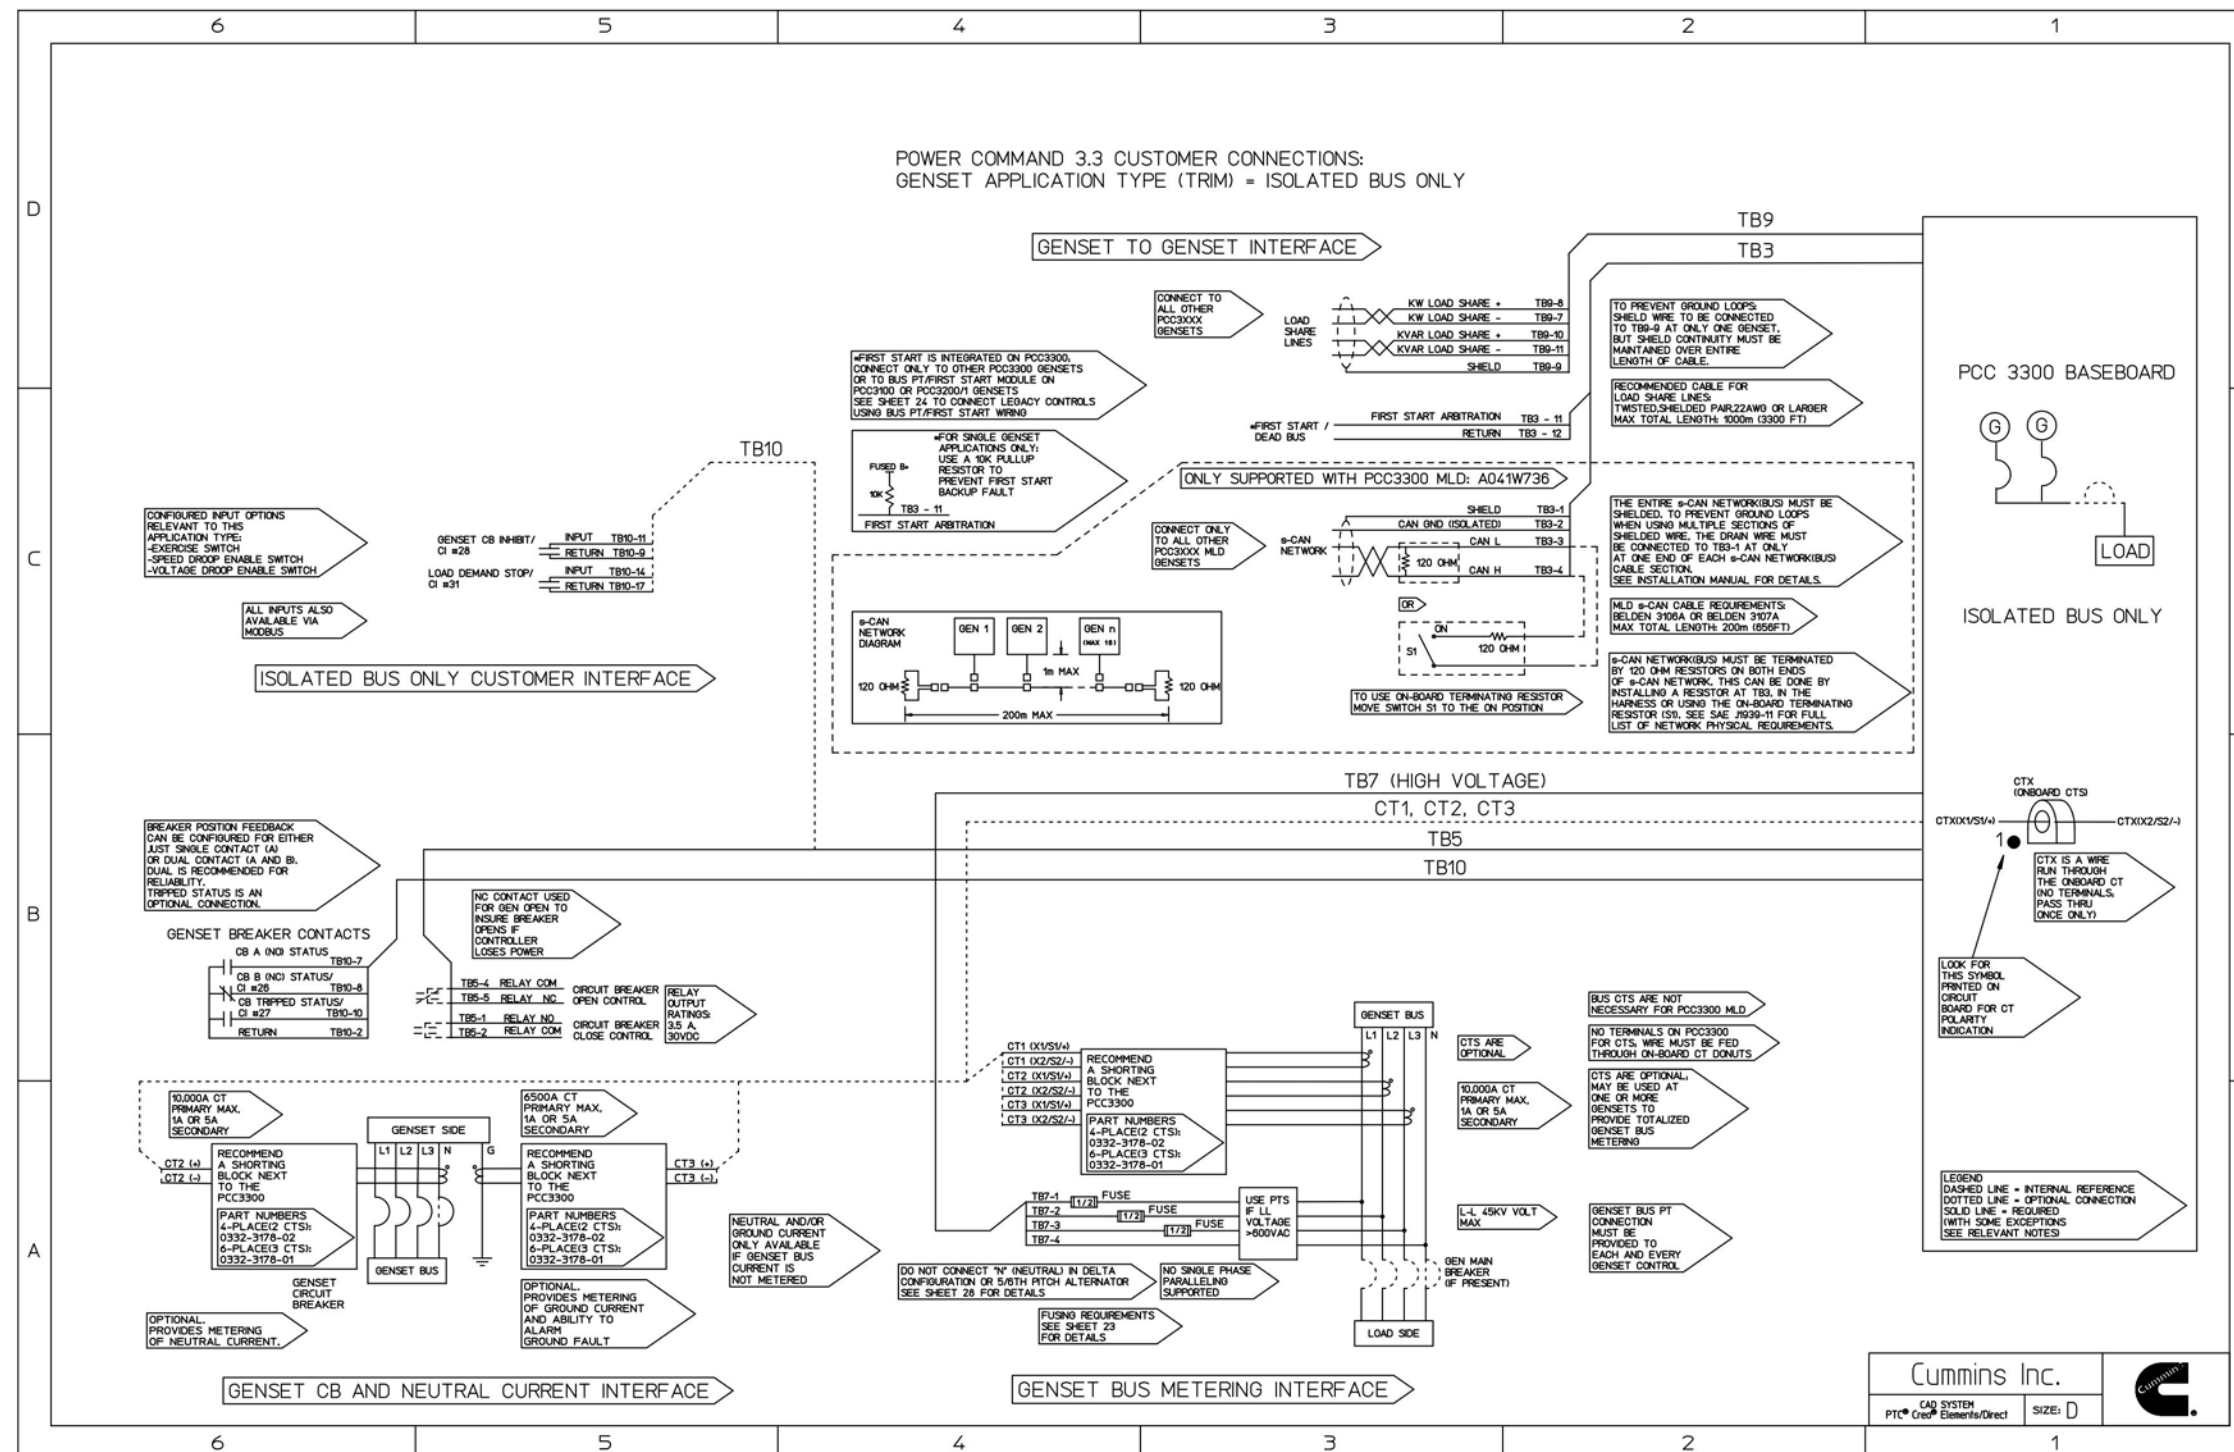 6 5 4 3 2 1
POWER COMMAND 3.3 CUSTOMER CONNECTIONS:
GENSET APPLICATION TYPE (TRIM) = ISOLATED BUS ONLY
D
TB9
TB3
GENSET TO GENSET INTERFACE
CONNECT TO
ALL OTHER
PCC3XXX
GENSETS
LOAD
SHARE
LINES
KW LOAD SHARE + TB9-8
KW LOAD SHARE - TB9-7
KVAR LOAD SHARE + TB9-10
KVAR LOAD SHARE - TB9-11
SHIELD TB9-9
TO PREVENT GROUND LOOPS:
SHIELD WIRE TO BE CONNECTED
TO TB9-9 AT ONLY ONE GENSET,
BUT SHIELD CONTINUITY MUST BE
MAINTAINED OVER ENTIRE
LENGTH OF CABLE.
RECOMMENDED CABLE FOR
LOAD SHARE LINES:
TWISTED,SHIELDED PAIR,22AWG OR LARGER
MAX TOTAL LENGTH: 1000m (3300 FT)
*FIRST START IS INTEGRATED ON PCC3300,
CONNECT ONLY TO OTHER PCC3300 GENSETS
OR TO BUS PT/FIRST START MODULE ON
PCC3100 OR PCC3200/1 GENSETS
SEE SHEET 24 TO CONNECT LEGACY CONTROLS
USING BUS PT/FIRST START WIRING
*FIRST START /
DEAD BUS
FIRST START ARBITRATION TB3 - 11
RETURN TB3 - 12
*FOR SINGLE GENSET
APPLICATIONS ONLY:
USE A 10K PULLUP
RESISTOR TO
PREVENT FIRST START
BACKUP FAULT
FUSED B+
10K
TB3 - 11
FIRST START ARBITRATION
PCC 3300 BASEBOARD
G G
LOAD
ISOLATED BUS ONLY
C
TB10
CONFIGURED INPUT OPTIONS
RELEVANT TO THIS
APPLICATION TYPE:
-EXERCISE SWITCH
-SPEED DROOP ENABLE SWITCH
-VOLTAGE DROOP ENABLE SWITCH
GENSET CB INHIBIT/
CI #28
INPUT TB10-11
RETURN TB10-9
LOAD DEMAND STOP/
CI #31
INPUT TB10-14
RETURN TB10-17
ALL INPUTS ALSO
AVAILABLE VIA
MODBUS
ISOLATED BUS ONLY CUSTOMER INTERFACE
ONLY SUPPORTED WITH PCC3300 MLD: A041W736
CONNECT ONLY
TO ALL OTHER
PCC3XXX MLD
GENSETS
s-CAN
NETWORK
SHIELD TB3-1
CAN GND (ISOLATED) TB3-2
CAN L TB3-3
120 OHM
CAN H TB3-4
OR
ON
S1
120 OHM
TO USE ON-BOARD TERMINATING RESISTOR
MOVE SWITCH S1 TO THE ON POSITION
s-CAN
NETWORK
DIAGRAM
GEN 1
GEN 2
GEN n
(MAX 16)
1m MAX
120 OHM
120 OHM
200m MAX
THE ENTIRE s-CAN NETWORK(BUS) MUST BE
SHIELDED. TO PREVENT GROUND LOOPS
WHEN USING MULTIPLE SECTIONS OF
SHIELDED WIRE, THE DRAIN WIRE MUST
BE CONNECTED TO TB3-1 AT ONLY
AT ONE END OF EACH s-CAN NETWORK(BUS)
CABLE SECTION.
SEE INSTALLATION MANUAL FOR DETAILS.
MLD s-CAN CABLE REQUIREMENTS:
BELDEN 3106A OR BELDEN 3107A
MAX TOTAL LENGTH: 200m (656FT)
s-CAN NETWORK(BUS) MUST BE TERMINATED
BY 120 OHM RESISTORS ON BOTH ENDS
OF s-CAN NETWORK. THIS CAN BE DONE BY
INSTALLING A RESISTOR AT TB3, IN THE
HARNESS OR USING THE ON-BOARD TERMINATING
RESISTOR (S1). SEE SAE J1939-11 FOR FULL
LIST OF NETWORK PHYSICAL REQUIREMENTS.
TB7 (HIGH VOLTAGE)
CT1, CT2, CT3
TB5
TB10
B
BREAKER POSITION FEEDBACK
CAN BE CONFIGURED FOR EITHER
JUST SINGLE CONTACT (A)
OR DUAL CONTACT (A AND B).
DUAL IS RECOMMENDED FOR
RELIABILITY.
TRIPPED STATUS IS AN
OPTIONAL CONNECTION.
GENSET BREAKER CONTACTS
CB A (NO) STATUS
TB10-7
CB B (NC) STATUS/
CI #26 TB10-8
CB TRIPPED STATUS/
CI #27 TB10-10
RETURN TB10-2
NC CONTACT USED
FOR GEN OPEN TO
INSURE BREAKER
OPENS IF
CONTROLLER
LOSES POWER
TB5-4 RELAY COM
TB5-5 RELAY NC
CIRCUIT BREAKER
OPEN CONTROL
TB5-1 RELAY NO
TB5-2 RELAY COM
CIRCUIT BREAKER
CLOSE CONTROL
RELAY
OUTPUT
RATINGS:
3.5 A,
30VDC
CTX
(ONBOARD CTS)
CTX(X1/S1/+)
CTX(X2/S2/-)
1
CTX IS A WIRE
RUN THROUGH
THE ONBOARD CT
(NO TERMINALS,
PASS THRU
ONCE ONLY)
LOOK FOR
THIS SYMBOL
PRINTED ON
CIRCUIT
BOARD FOR CT
POLARITY
INDICATION
A
10,000A CT
PRIMARY MAX,
1A OR 5A
SECONDARY
CT2 (+)
CT2 (-)
RECOMMEND
A SHORTING
BLOCK NEXT
TO THE
PCC3300
PART NUMBERS
4-PLACE(2 CTS):
0332-3178-02
6-PLACE(3 CTS):
0332-3178-01
GENSET SIDE
L1 L2 L3 N G
GENSET BUS
GENSET
CIRCUIT
BREAKER
6500A CT
PRIMARY MAX,
1A OR 5A
SECONDARY
RECOMMEND
A SHORTING
BLOCK NEXT
TO THE
PCC3300
PART NUMBERS
4-PLACE(2 CTS):
0332-3178-02
6-PLACE(3 CTS):
0332-3178-01
CT3 (+)
CT3 (-)
OPTIONAL.
PROVIDES METERING
OF NEUTRAL CURRENT.
OPTIONAL.
PROVIDES METERING
OF GROUND CURRENT
AND ABILITY TO
ALARM
GROUND FAULT
NEUTRAL AND/OR
GROUND CURRENT
ONLY AVAILABLE
IF GENSET BUS
CURRENT IS
NOT METERED
GENSET CB AND NEUTRAL CURRENT INTERFACE
CT1 (X1/S1/+)
CT1 (X2/S2/-)
CT2 (X1/S1/+)
CT2 (X2/S2/-)
CT3 (X1/S1/+)
CT3 (X2/S2/-)
RECOMMEND
A SHORTING
BLOCK NEXT
TO THE
PCC3300
PART NUMBERS
4-PLACE(2 CTS):
0332-3178-02
6-PLACE(3 CTS):
0332-3178-01
GENSET BUS
L1 L2 L3 N
TB7-1 1/2 FUSE
TB7-2 1/2 FUSE
TB7-3 1/2 FUSE
TB7-4
USE PTS
IF LL
VOLTAGE
>600VAC
GEN MAIN
BREAKER
(IF PRESENT)
LOAD SIDE
DO NOT CONNECT "N" (NEUTRAL) IN DELTA
CONFIGURATION OR 5/6TH PITCH ALTERNATOR
SEE SHEET 28 FOR DETAILS
NO SINGLE PHASE
PARALLELING
SUPPORTED
FUSING REQUIREMENTS
SEE SHEET 23
FOR DETAILS
GENSET BUS METERING INTERFACE
CTS ARE
OPTIONAL
10,000A CT
PRIMARY MAX,
1A OR 5A
SECONDARY
L-L 45KV VOLT
MAX
BUS CTS ARE NOT
NECESSARY FOR PCC3300 MLD
NO TERMINALS ON PCC3300
FOR CTS, WIRE MUST BE FED
THROUGH ON-BOARD CT DONUTS
CTS ARE OPTIONAL,
MAY BE USED AT
ONE OR MORE
GENSETS TO
PROVIDE TOTALIZED
GENSET BUS
METERING
GENSET BUS PT
CONNECTION
MUST BE
PROVIDED TO
EACH AND EVERY
GENSET CONTROL
LEGEND
DASHED LINE = INTERNAL REFERENCE
DOTTED LINE = OPTIONAL CONNECTION
SOLID LINE = REQUIRED
(WITH SOME EXCEPTIONS
SEE RELEVANT NOTES)
Cummins Inc.
CAD SYSTEM
PTC® Creo® Elements/Direct
SIZE: D
Cummins
6 5 4 3 2 1